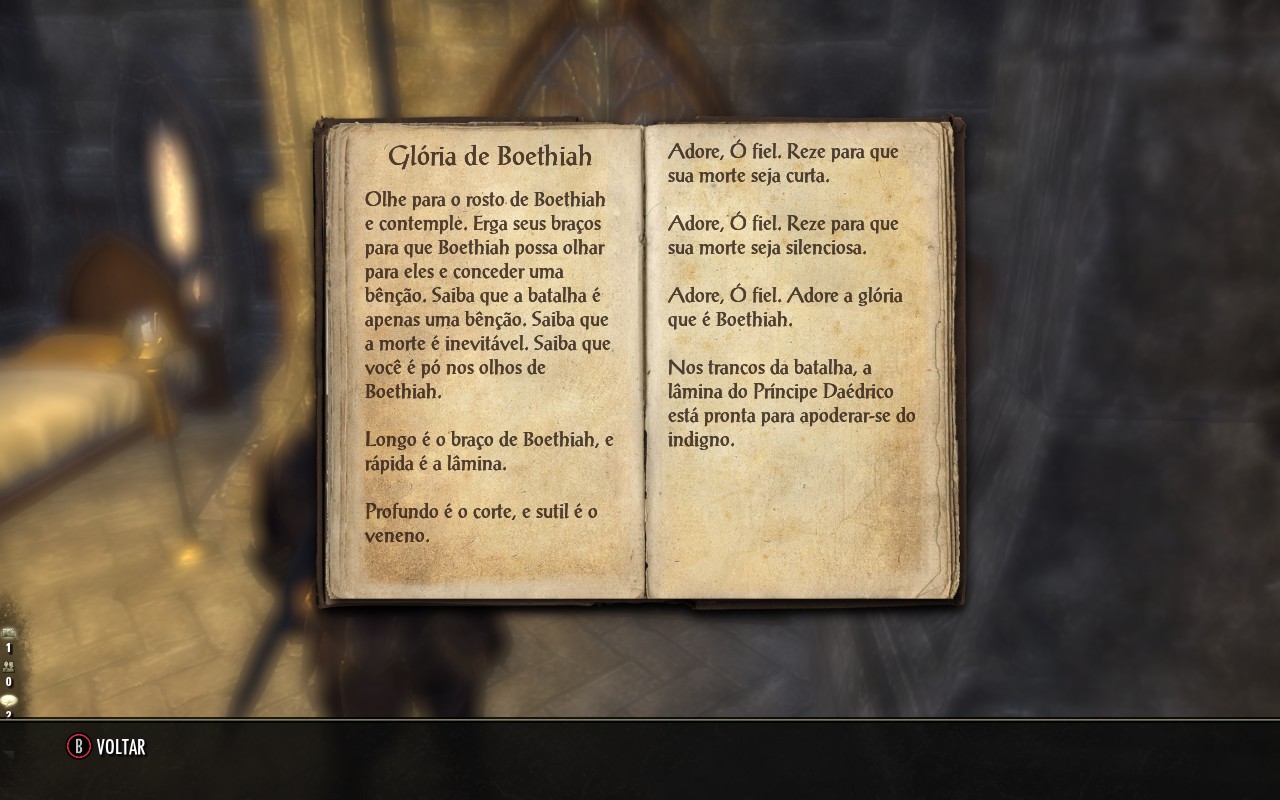 Glória de Boethiah
Olhe para o rosto de Boethiah
e contemple. Erga seus braços
para que Boethiah possa olhar
para eles e conceder uma
bênção. Saiba que a batalha é
apenas uma bênção. Saiba que
a morte é inevitável. Saiba que
você é pó nos olhos de
Boethiah.
Longo é o braço de Boethiah, e
rápida é a lâmina.
Profundo é o corte, e sutil é o
veneno.
Adore, Ó fiel. Reze para que
sua morte seja curta.
Adore, Ó fiel. Reze para que
sua morte seja silenciosa.
Adore, Ó fiel. Adore a glória
que é Boethiah.
Nos trancos da batalha, a
lâmina do Príncipe Daédrico
está pronta para apoderar-se do
indigno.
1
0
B VOLTAR